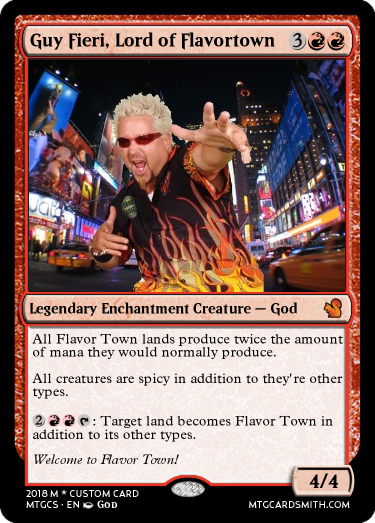 Guy Fieri, Lord of Flavortown 3
Legendary Enchantment Creature — God
All Flavor Town lands produce twice the amount
of mana they would normally produce.
All creatures are spicy in addition to they're other
types.
2 : Target land becomes Flavor Town in
addition to its other types.
Welcome to Flavor Town!
4/4
2018 M * CUSTOM CARD
MTGCS · EN God
MTGCARDSMITH.COM